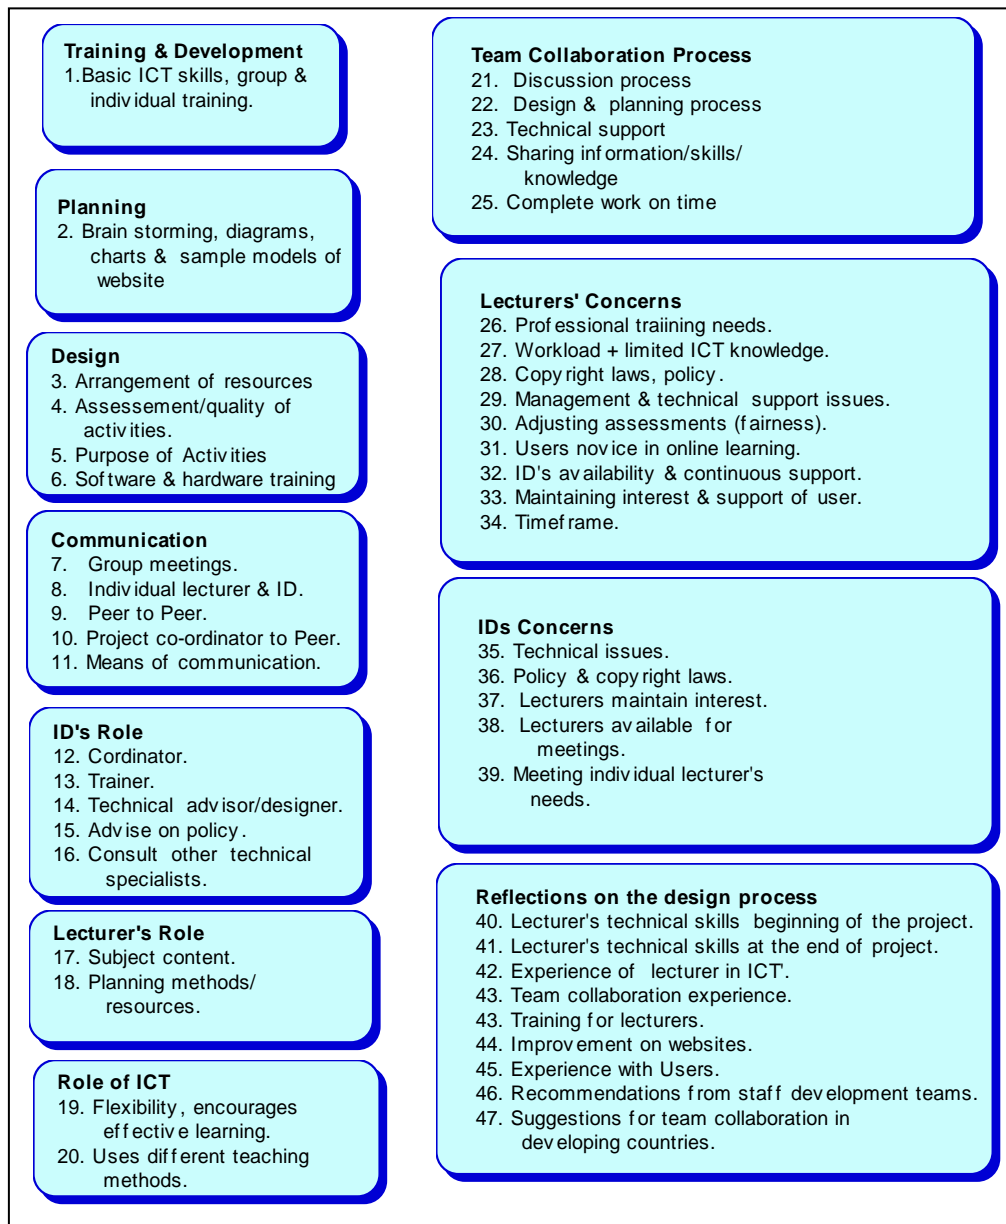 Training & Development
1.Basic ICT skills, group &
individual training.
Planning
2. Brain storming, diagrams,
charts & sample models of
website
Design
3. Arrangement of resources
4. Assessement/quality of
activities.
5. Purpose of Activities
6. Software & hardware training
Communication
7. Group meetings.
8. Individual lecturer & ID.
9. Peer to Peer.
10. Project co-ordinator to Peer.
11. Means of communication.
ID's Role
12. Cordinator.
13. Trainer.
14. Technical advisor/designer.
15. Advise on policy.
16. Consult other technical
specialists.
Lecturer's Role
17. Subject content.
18. Planning methods/
resources.
Role of ICT
19. Flexibility, encourages
effective learning.
20. Uses different teaching
methods.
Team Collaboration Process
21. Discussion process
22. Design & planning process
23. Technical support
24. Sharing information/skills/
knowledge
25. Complete work on time
Lecturers' Concerns
26. Professional traiining needs.
27. Workload + limited ICT knowledge.
28. Copyright laws, policy.
29. Management & technical support issues.
30. Adjusting assessments (fairness).
31. Users novice in online learning.
32. ID's availability & continuous support.
33. Maintaining interest & support of user.
34. Timeframe.
IDs Concerns
35. Technical issues.
36. Policy & copyright laws.
37. Lecturers maintain interest.
38. Lecturers available for
meetings.
39. Meeting individual lecturer's
needs.
Reflections on the design process
40. Lecturer's technical skills beginning of the project.
41. Lecturer's technical skills at the end of project.
42. Experience of lecturer in ICT'.
43. Team collaboration experience.
43. Training for lecturers.
44. Improvement on websites.
45. Experience with Users.
46. Recommendations from staff development teams.
47. Suggestions for team collaboration in
developing countries.